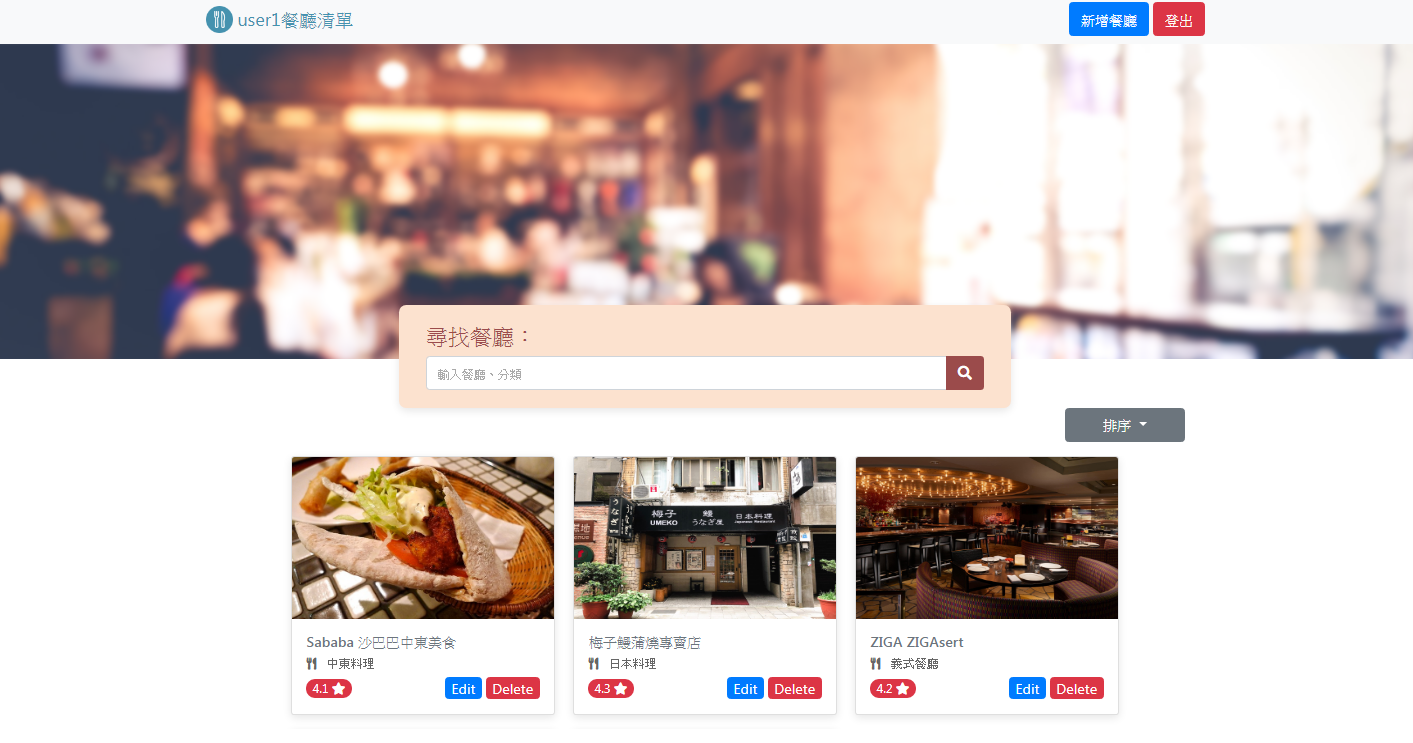 user1餐廳清單
新增餐廳 登出
尋找餐廳：
輸入餐廳、分類
排序
梅子 鰻 日本料理
UMEKO うなぎ屋 Japanese Restaurant
うなぎ
Sababa 沙巴巴中東美食
中東料理
4.1 Edit Delete
梅子鰻蒲燒專賣店
日本料理
4.3 Edit Delete
ZIGA ZIGAsert
義式餐廳
4.2 Edit Delete